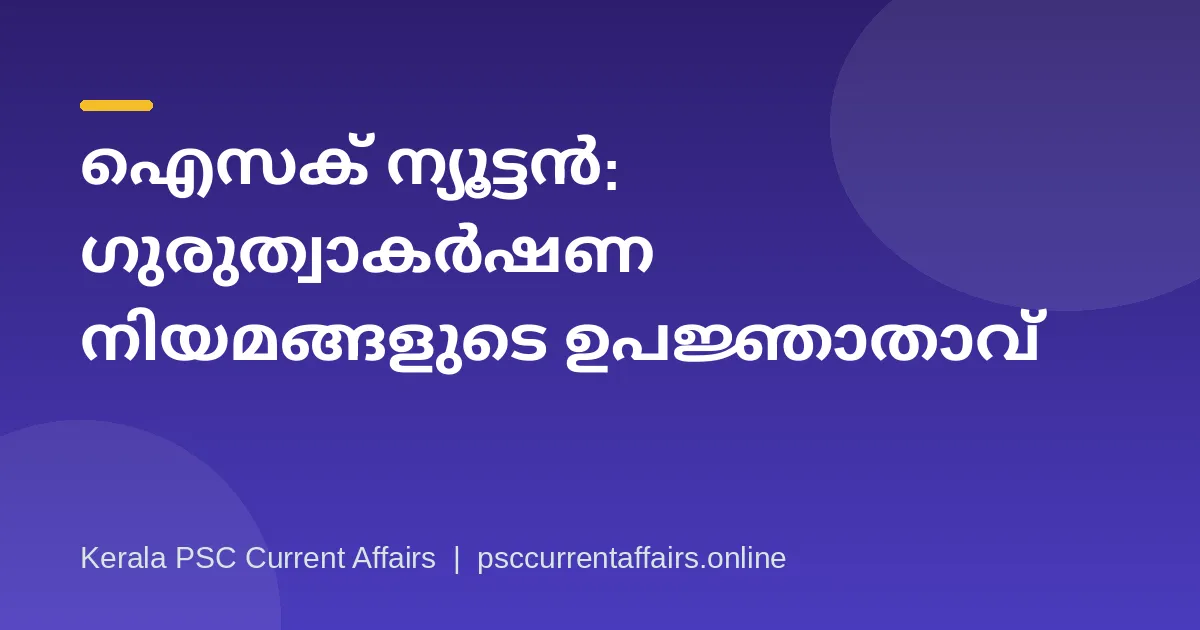 ഐസക് ന്യൂട്ടൻ:
ഗുരുത്വാകർഷണ
നിയമങ്ങളുടെ ഉപജ്ഞാതാവ്
Kerala PSC Current Affairs | psccurrentaffairs.online